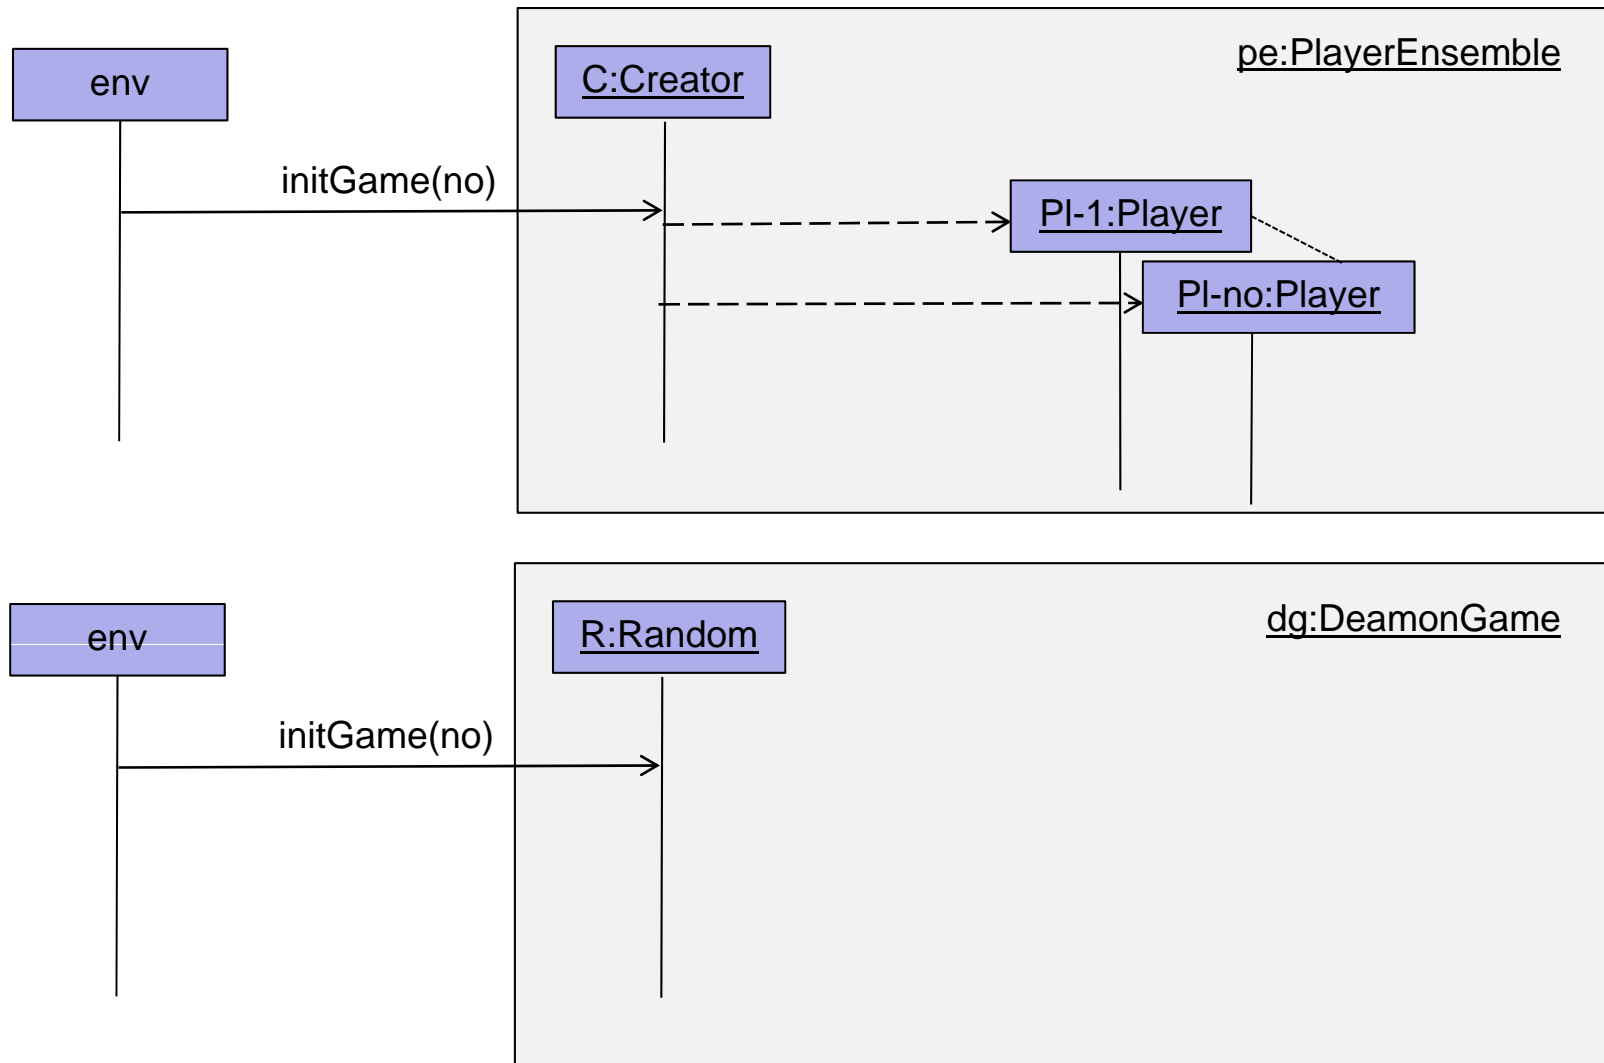 pe:PlayerEnsemble
env
C:Creator
initGame(no)
Pl-1:Player
Pl-no:Player
dg:DeamonGame
env
R:Random
initGame(no)